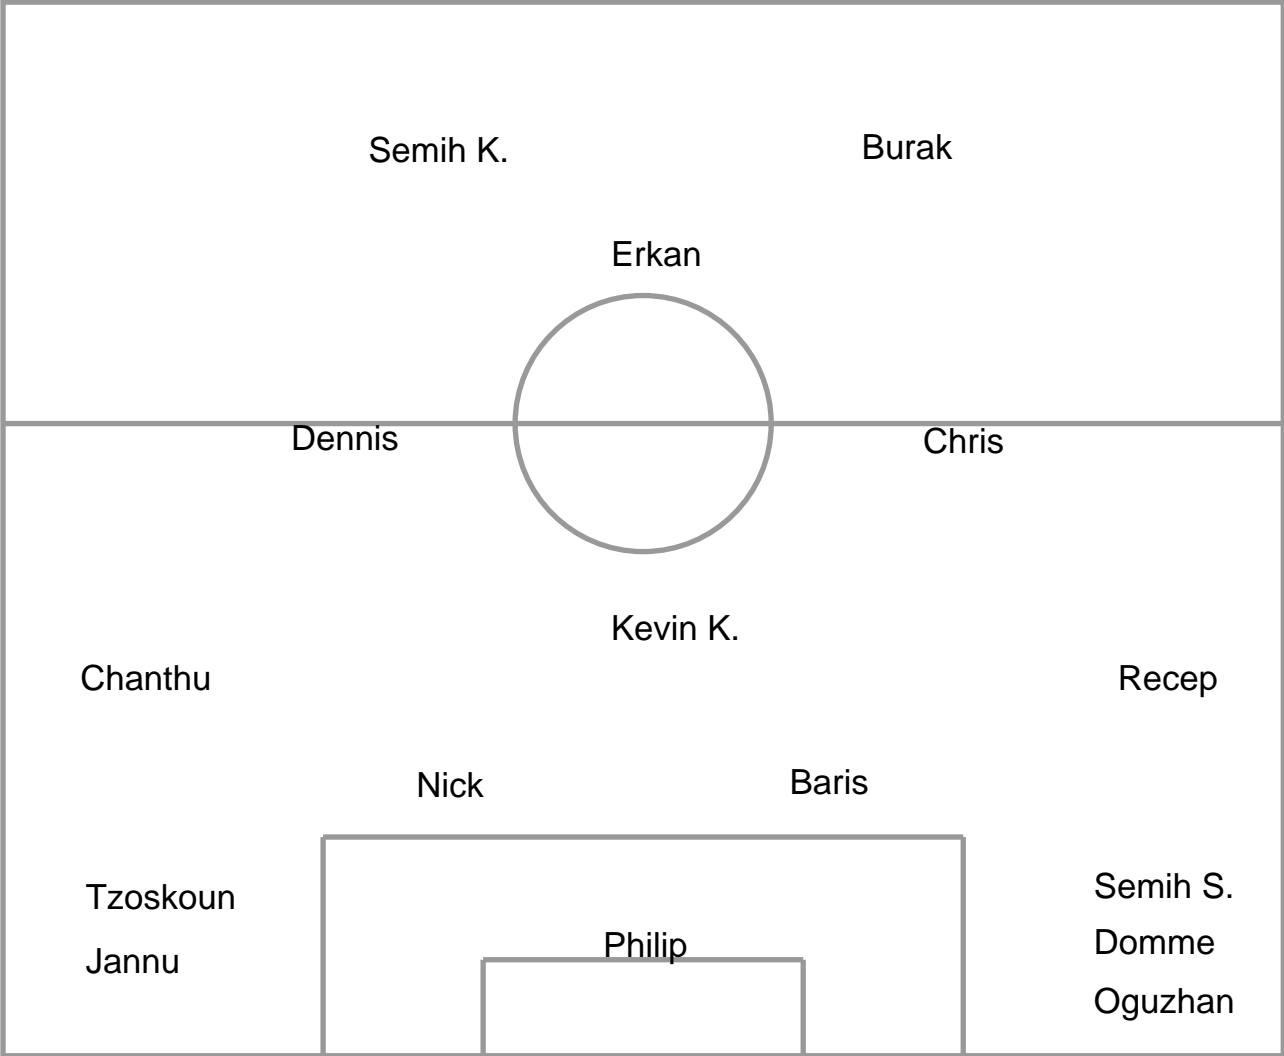 Semih K.
Burak
Erkan
Dennis
Chris
Kevin K.
Chanthu
Recep
Nick
Baris
Tzoskoun
Jannu
Philip
Semih S.
Domme
Oguzhan